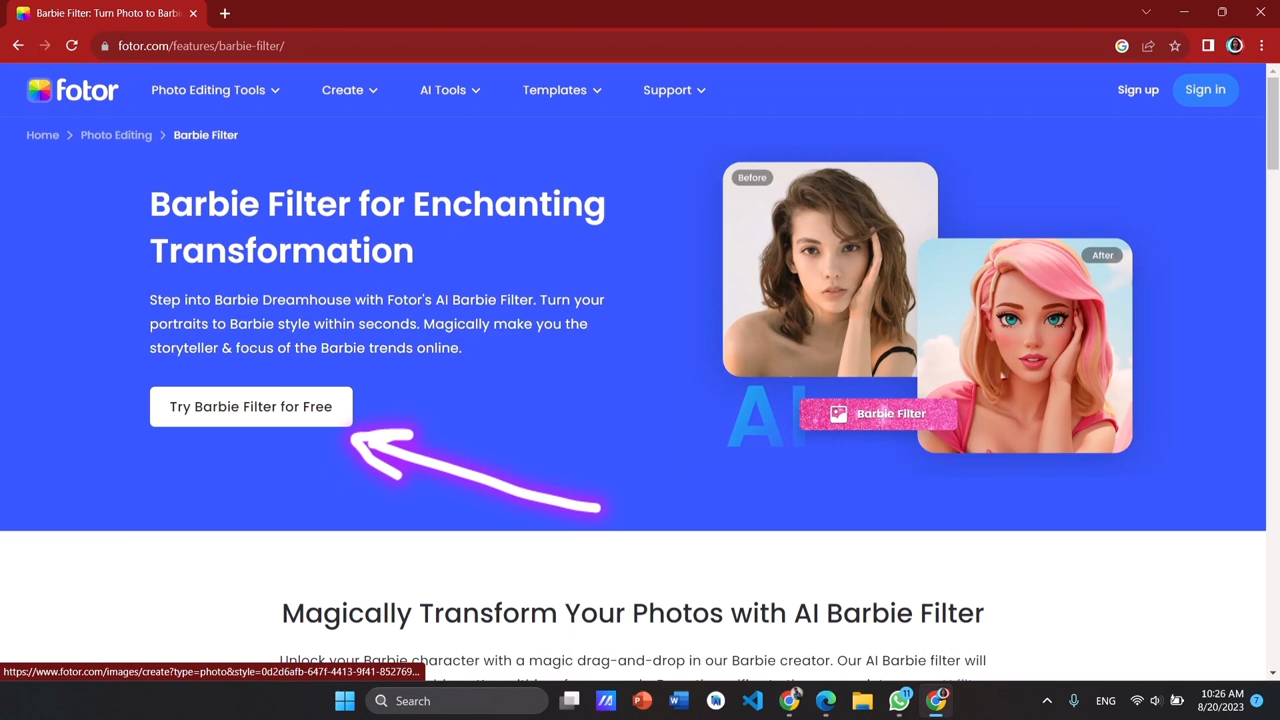 Barbie Filter: Turn Photo to Barbi
fotor.com/features/barbie-filter/
fotor
Photo Editing Tools
Create
AI Tools
Templates
Support
Sign up
Sign in
Home
Photo Editing
Barbie Filter
Barbie Filter for Enchanting
Transformation
Step into Barbie Dreamhouse with Fotor's AI Barbie Filter. Turn your
portraits to Barbie style within seconds. Magically make you the
storyteller & focus of the Barbie trends online.
Try Barbie Filter for Free
Before
After
AI
Barbie Filter
Magically Transform Your Photos with AI Barbie Filter
Unlock your Barbie character with a magic drag-and-drop in our Barbie creator. Our AI Barbie filter will
https://www.fotor.com/images/create?type=photo&style=0d2d6afb-647f-4413-9f41-852769...
Search
11
ENG
10:26 AM
8/20/2023
7